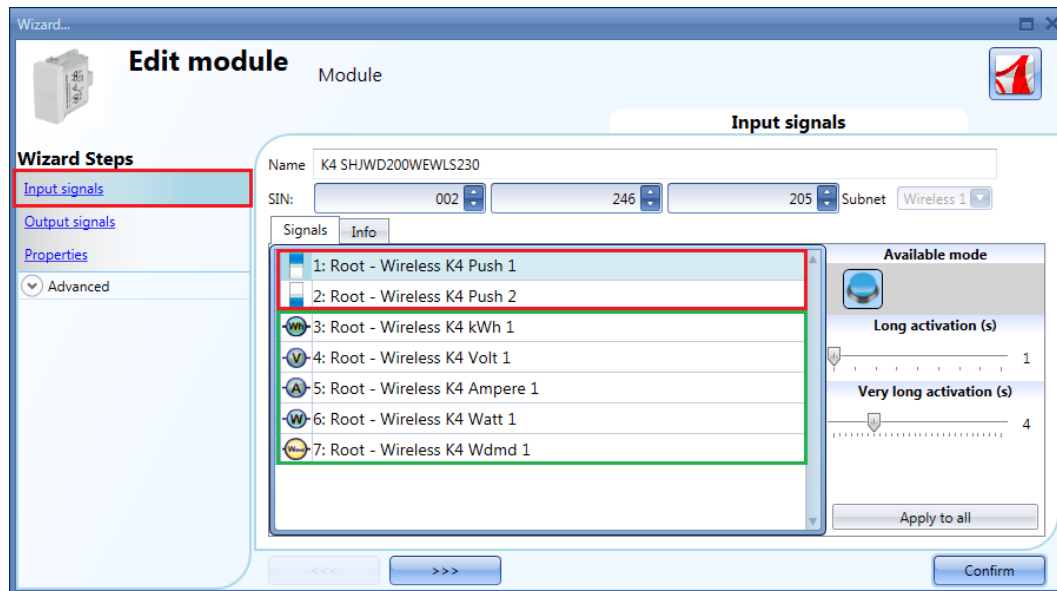 Wizard...
Edit module
Module
Input signals
Wizard Steps
Input signals
Output signals
Properties
Advanced
Name K4 SHJWD200WEWLS230
SIN: 002 246 205 Subnet Wireless 1
Signals Info
1: Root - Wireless K4 Push 1
2: Root - Wireless K4 Push 2
Wh 3: Root - Wireless K4 kWh 1
V 4: Root - Wireless K4 Volt 1
A 5: Root - Wireless K4 Ampere 1
W 6: Root - Wireless K4 Watt 1
7: Root - Wireless K4 Wdmd 1
Available mode
Long activation (s)
1
Very long activation (s)
4
Apply to all
<<< >>> Confirm